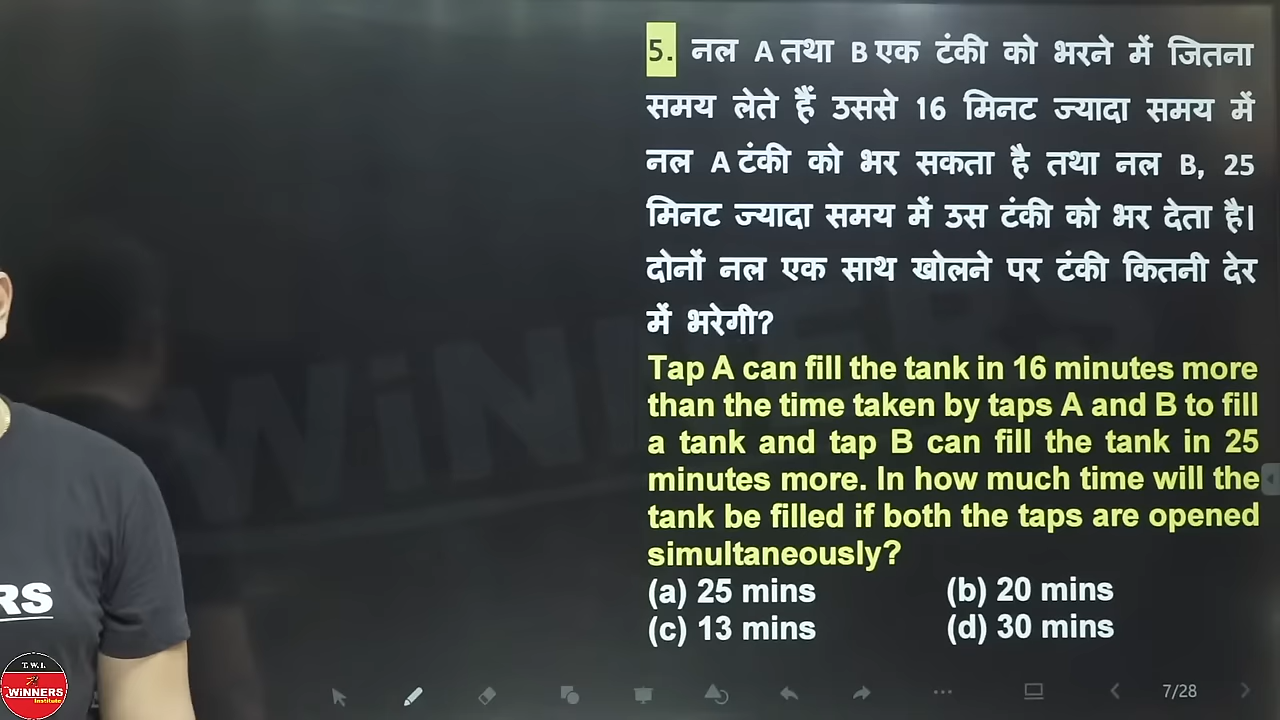 5. नल A तथा B एक टंकी को भरने में जितना
समय लेते हैं उससे 16 मिनट ज्यादा समय में
नल A टंकी को भर सकता है तथा नल B, 25
मिनट ज्यादा समय में उस टंकी को भर देता है।
दोनों नल एक साथ खोलने पर टंकी कितनी देर
में भरेगी?
Tap A can fill the tank in 16 minutes more
than the time taken by taps A and B to fill
a tank and tap B can fill the tank in 25
minutes more. In how much time will the
tank be filled if both the taps are opened
simultaneously?
(a) 25 mins (b) 20 mins
(c) 13 mins (d) 30 mins
WiNNERS
RS
T.W.I.
WiNNERS
Institute
7/28